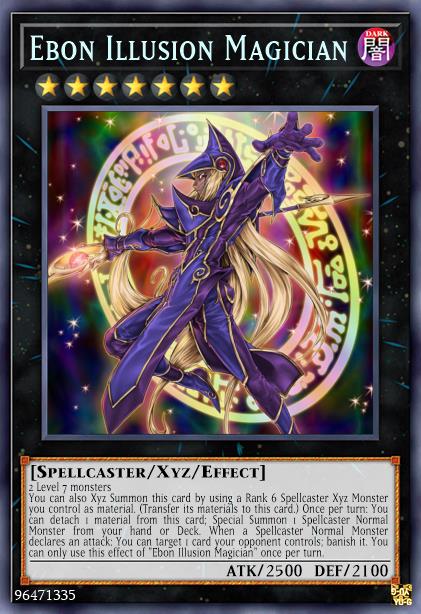 EBON ILLUSION MAGICIAN
DARK
闇
[SPELLCASTER/XYZ/EFFECT]
2 Level 7 monsters
You can also Xyz Summon this card by using a Rank 6 Spellcaster Xyz Monster
you control as material. (Transfer its materials to this card.) Once per turn: You
can detach 1 material from this card; Special Summon 1 Spellcaster Normal
Monster from your hand or Deck. When a Spellcaster Normal Monster
declares an attack: You can target 1 card your opponent controls; banish it. You
can only use this effect of "Ebon Illusion Magician" once per turn.
ATK/2500 DEF/2100
96471335